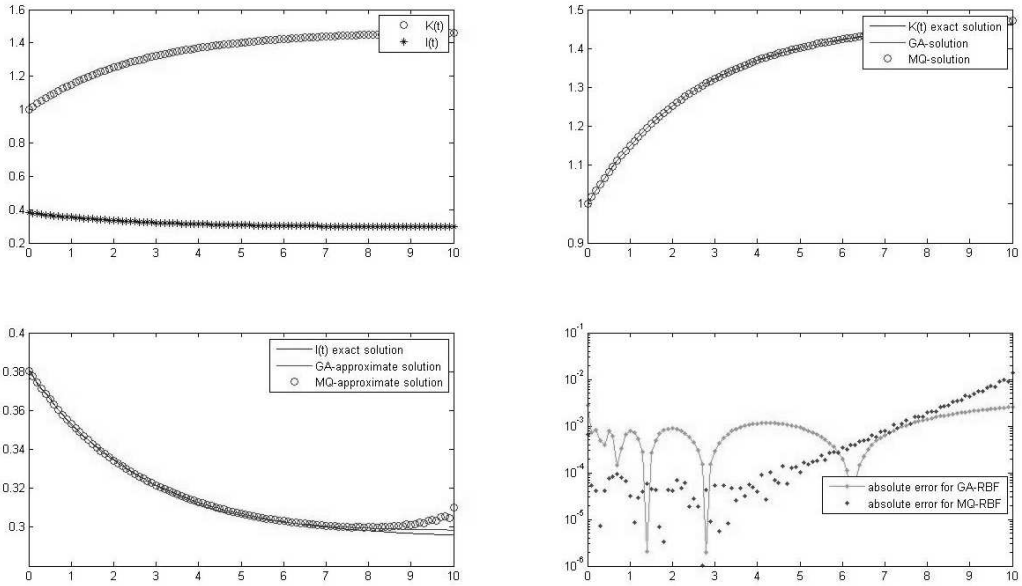 1.6
1.4
1.2
1
0.8
0.6
0.4
0.2
0 1 2 3 4 5 6 7 8 9 10
K(t)
I(t)
1.5
1.4
1.3
1.2
1.1
1
0.9
0 1 2 3 4 5 6 7 8 9 10
K(t) exact solution
GA-solution
MQ-solution
0.4
0.38
0.36
0.34
0.32
0.3
0 1 2 3 4 5 6 7 8 9 10
I(t) exact solution
GA-approximate solution
MQ-approximate solution
10-1
10-2
10-3
10-4
10-5
10-6
0 1 2 3 4 5 6 7 8 9 10
absolute error for GA-RBF
absolute error for MQ-RBF